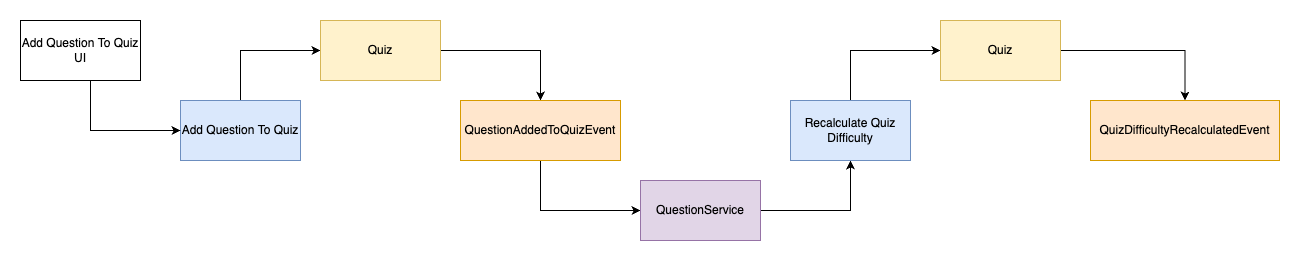 Add Question To Quiz
UI
Quiz
Quiz
Add Question To Quiz
QuestionAddedToQuizEvent
Recalculate Quiz
Difficulty
QuizDifficultyRecalculatedEvent
QuestionService